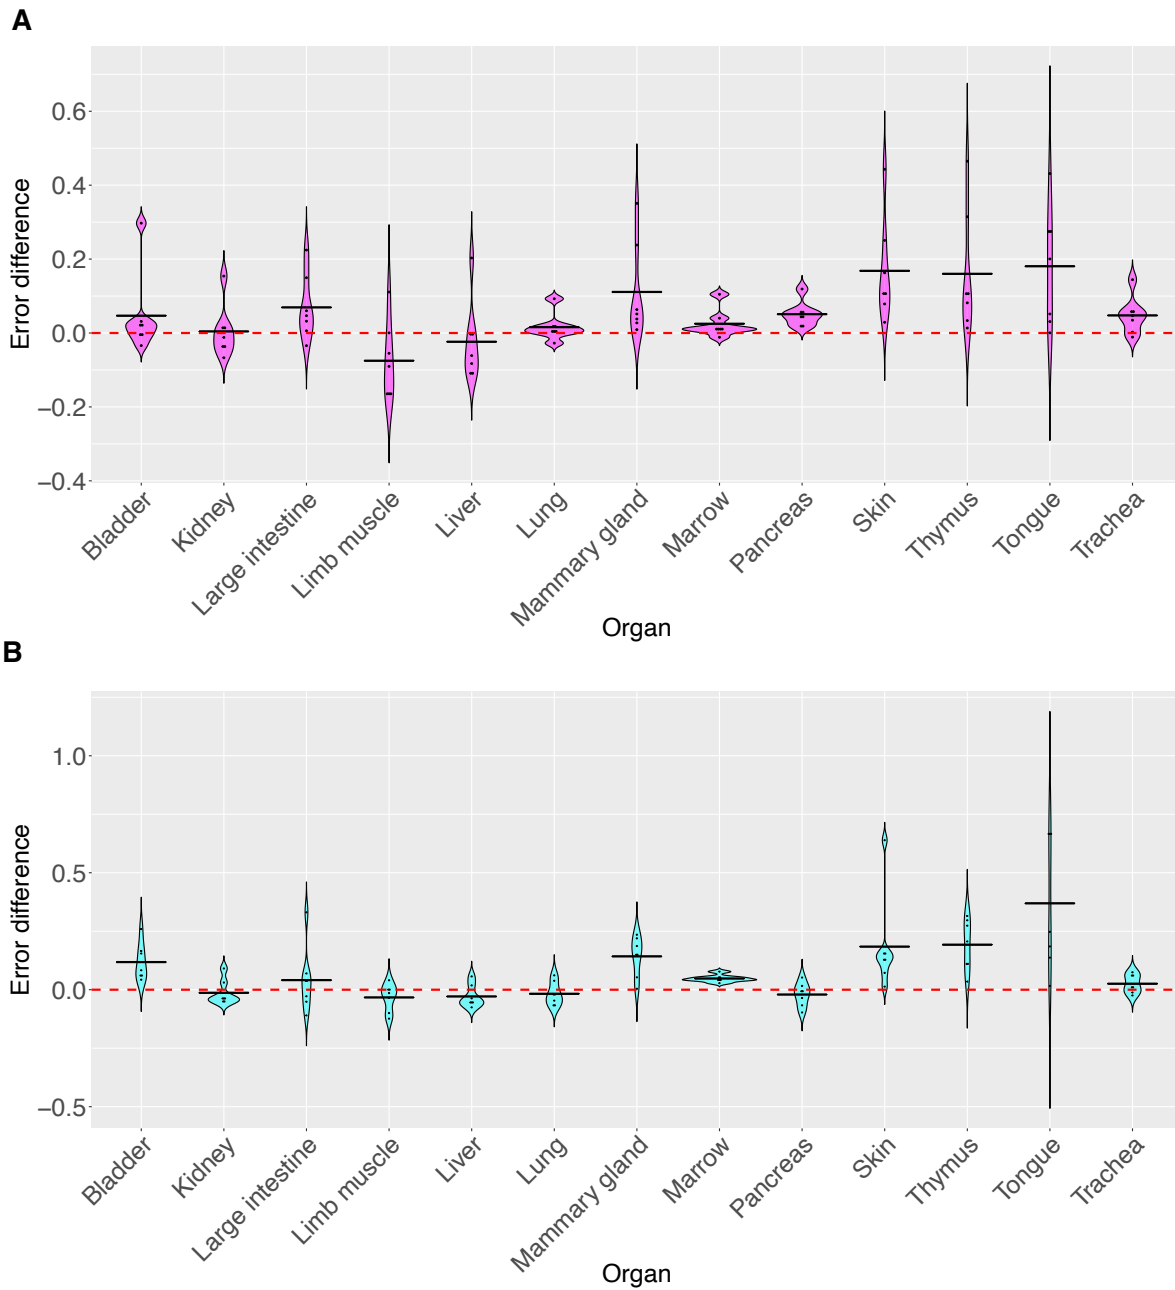 A
Error difference
0.6
0.4
0.2
0.0
−0.2
−0.4
Bladder
Kidney
Large intestine
Limb muscle
Liver
Lung
Mammary gland
Marrow
Pancreas
Skin
Thymus
Tongue
Trachea
Organ
B
Error difference
1.0
0.5
0.0
−0.5
Bladder
Kidney
Large intestine
Limb muscle
Liver
Lung
Mammary gland
Marrow
Pancreas
Skin
Thymus
Tongue
Trachea
Organ